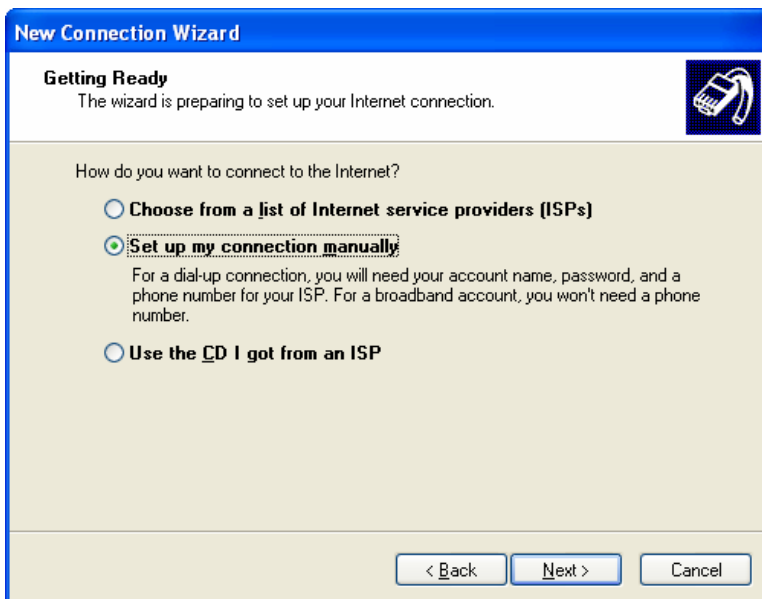 New Connection Wizard
Getting Ready
The wizard is preparing to set up your Internet connection.
How do you want to connect to the Internet?
Choose from a list of Internet service providers (ISPs)
Set up my connection manually
For a dial-up connection, you will need your account name, password, and a
phone number for your ISP. For a broadband account, you won't need a phone
number.
Use the CD I got from an ISP
< Back
Next >
Cancel